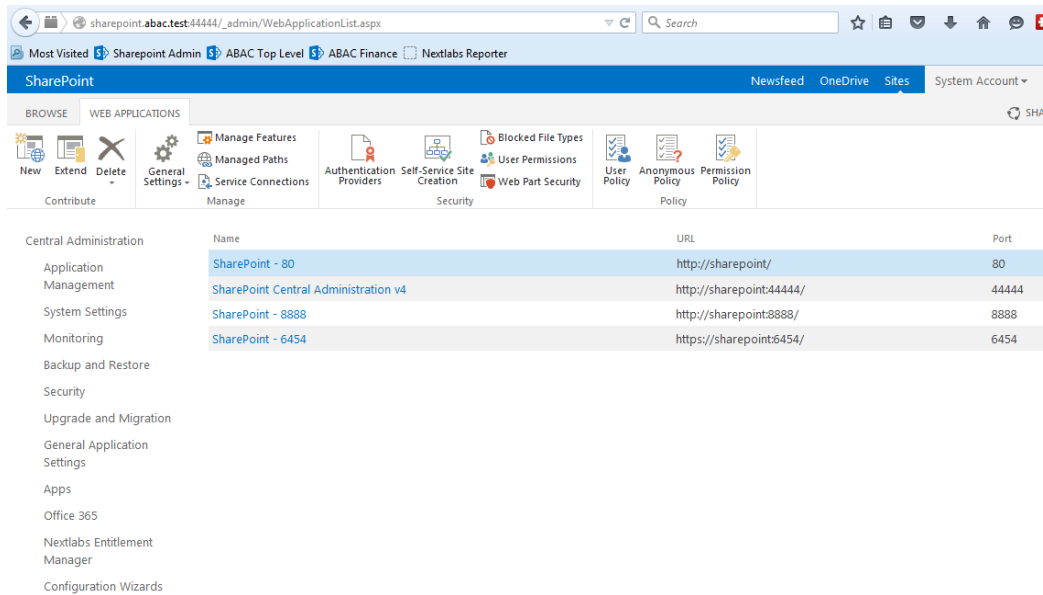 sharepoint.abac.test:44444/_admin/WebApplicationList.aspx
Search
Most Visited Sharepoint Admin ABAC Top Level ABAC Finance Nextlabs Reporter
SharePoint Newsfeed OneDrive Sites System Account
BROWSE WEB APPLICATIONS SHA
New Extend Delete
General Settings
Manage Features
Managed Paths
Service Connections
Authentication Providers
Self-Service Site Creation
Blocked File Types
User Permissions
Web Part Security
User Policy
Anonymous Policy
Permission Policy
Contribute Manage Security Policy
Central Administration
Application
Management
System Settings
Monitoring
Backup and Restore
Security
Upgrade and Migration
General Application
Settings
Apps
Office 365
Nextlabs Entitlement
Manager
Configuration Wizards
Name URL Port
SharePoint - 80 http://sharepoint/ 80
SharePoint Central Administration v4 http://sharepoint:44444/ 44444
SharePoint - 8888 http://sharepoint:8888/ 8888
SharePoint - 6454 https://sharepoint:6454/ 6454